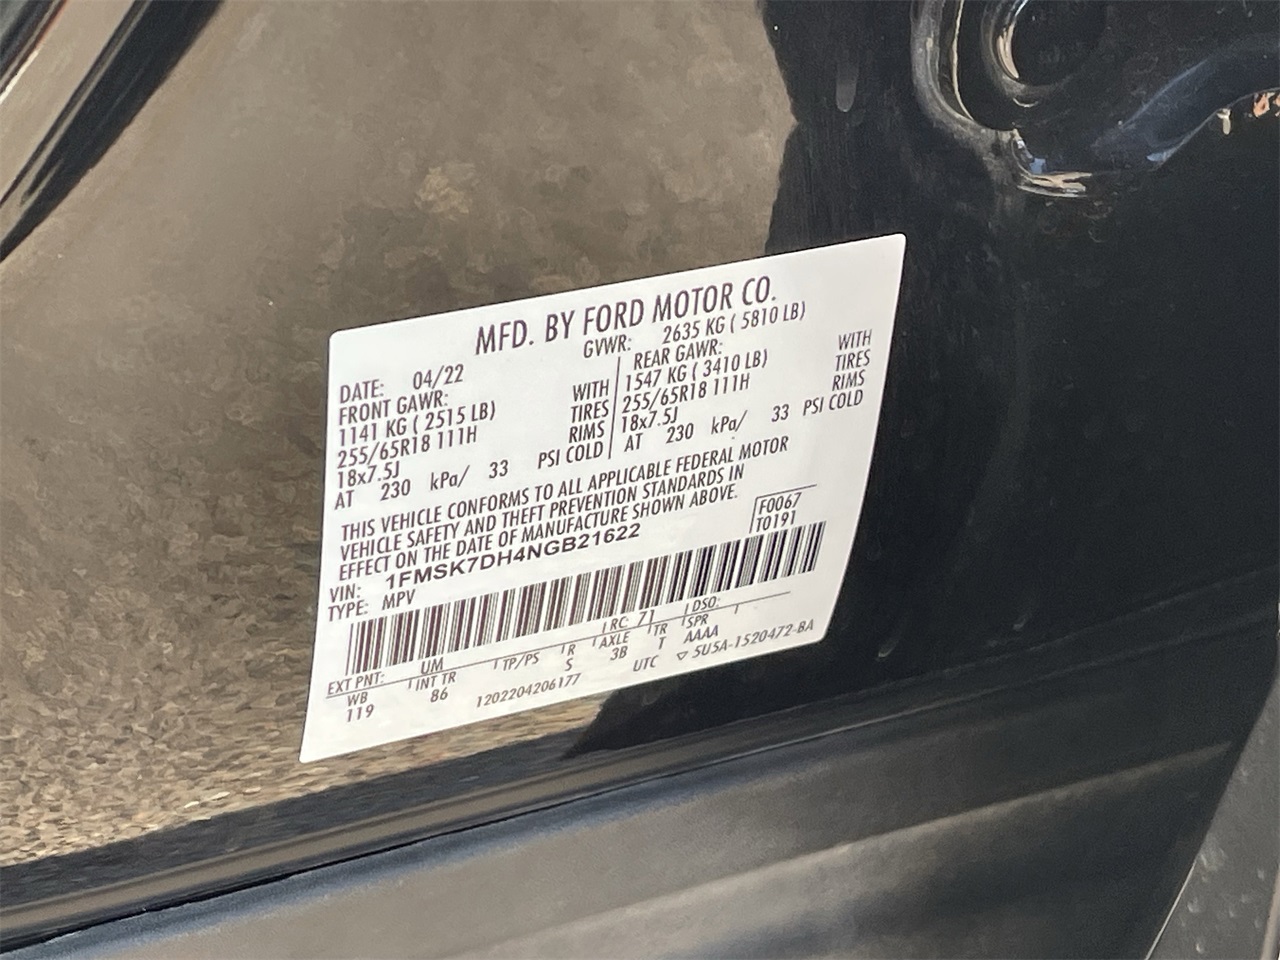 MFD. BY FORD MOTOR CO.
DATE: 04/22 GVWR: 2635 KG ( 5810 LB)
FRONT GAWR: REAR GAWR:
1141 KG ( 2515 LB) WITH 1547 KG ( 3410 LB) WITH
255/65R18 111H TIRES 255/65R18 111H TIRES
18x7.5J RIMS 18x7.5J RIMS
AT 230 kPa/ 33 PSI COLD AT 230 kPa/ 33 PSI COLD
THIS VEHICLE CONFORMS TO ALL APPLICABLE FEDERAL MOTOR
VEHICLE SAFETY AND THEFT PREVENTION STANDARDS IN
EFFECT ON THE DATE OF MANUFACTURE SHOWN ABOVE.
VIN: 1FMSK7DH4NGB21622 F0067
TYPE: MPV T0191
EXT PNT: UM RC: 71 DSO:
WB INT TR TP/PS R AXLE TR SPR
119 86 S 3B T AAAA
1202204206177 UTC ▽ 5U5A-1520472-BA